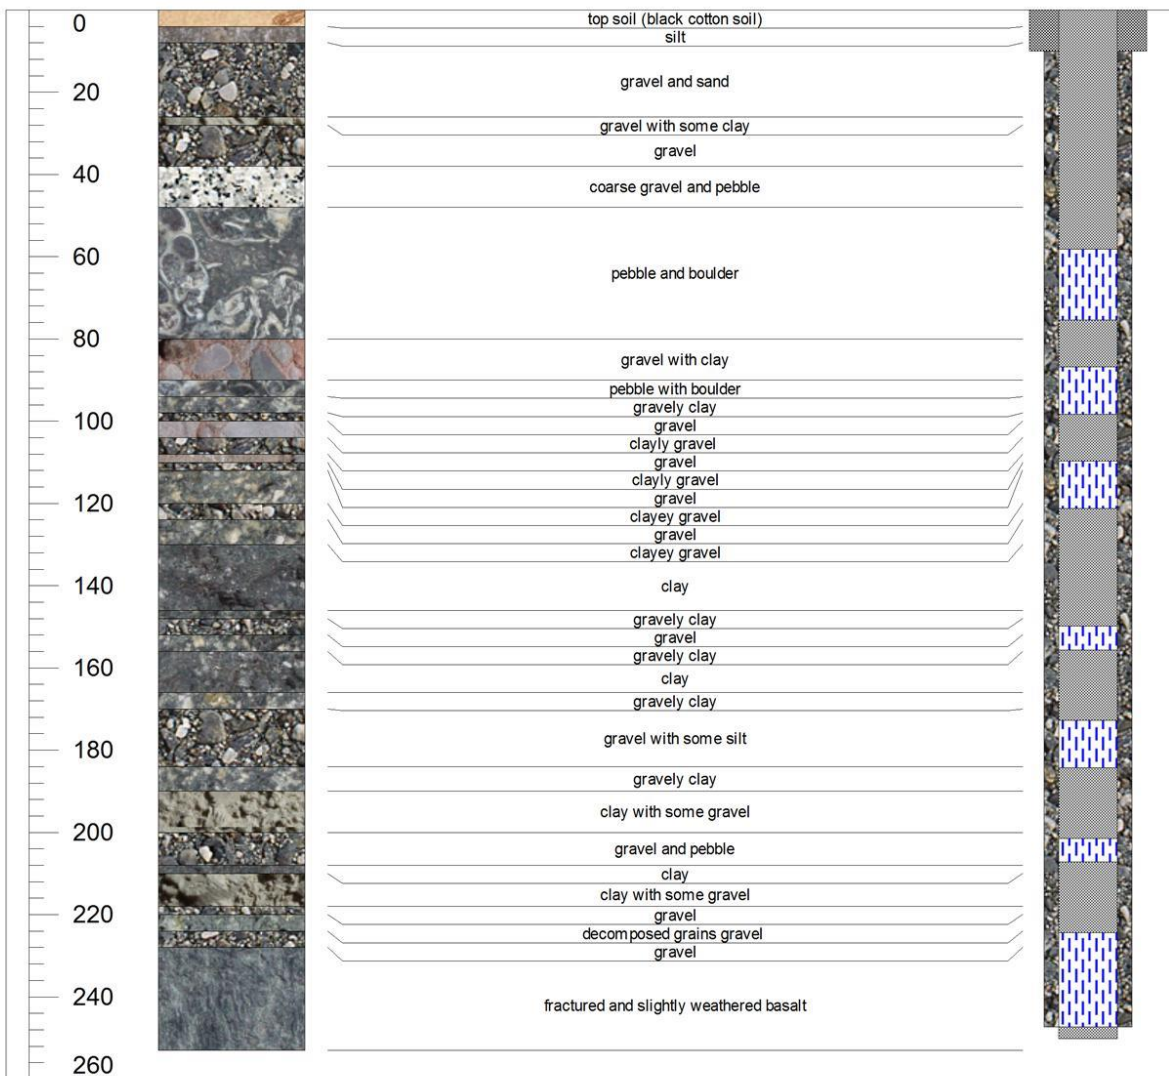 0
20
40
60
80
100
120
140
160
180
200
220
240
260
top soil (black cotton soil)
silt
gravel and sand
gravel with some clay
gravel
coarse gravel and pebble
pebble and boulder
gravel with clay
pebble with boulder
gravely clay
gravel
clayly gravel
gravel
clayly gravel
gravel
clayey gravel
gravel
clayey gravel
clay
gravely clay
gravel
gravely clay
clay
gravely clay
gravel with some silt
gravely clay
clay with some gravel
gravel and pebble
clay
clay with some gravel
gravel
decomposed grains gravel
gravel
fractured and slightly weathered basalt